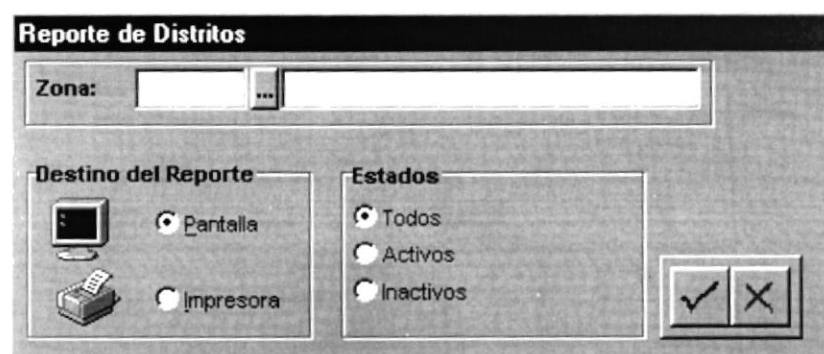 Reporte de Distritos
Zona:
...
Destino del Reporte
Pantalla
Impresora
Estados
Todos
Activos
Inactivos